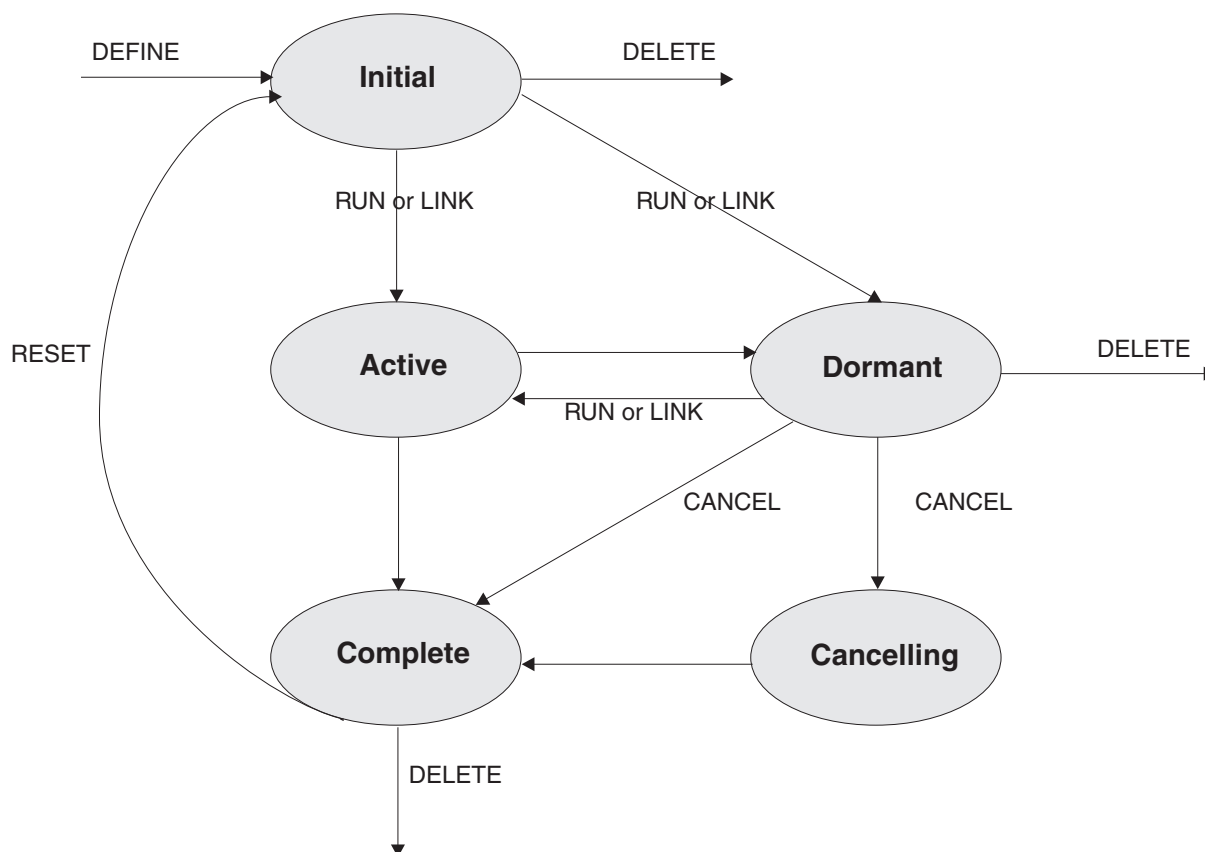 DEFINE
Initial
DELETE
RUN or LINK
RUN or LINK
RESET
Active
Dormant
DELETE
RUN or LINK
CANCEL
CANCEL
Complete
Cancelling
DELETE